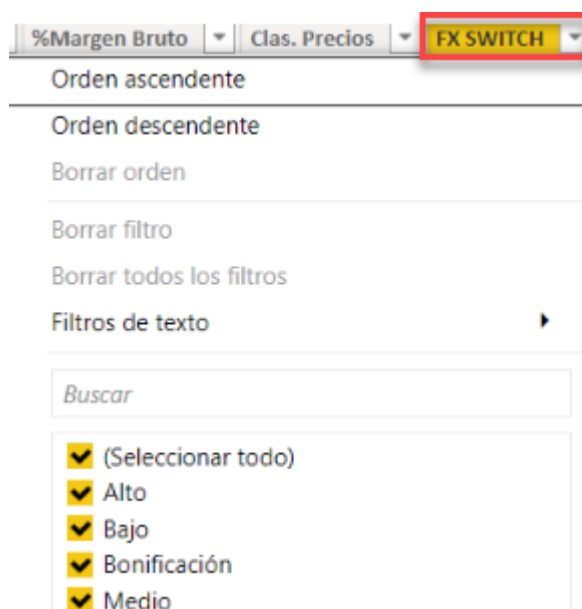 %Margen Bruto Clas. Precios FX SWITCH
Orden ascendente
Orden descendente
Borrar orden
Borrar filtro
Borrar todos los filtros
Filtros de texto
Buscar
(Seleccionar todo)
Alto
Bajo
Bonificación
Medio